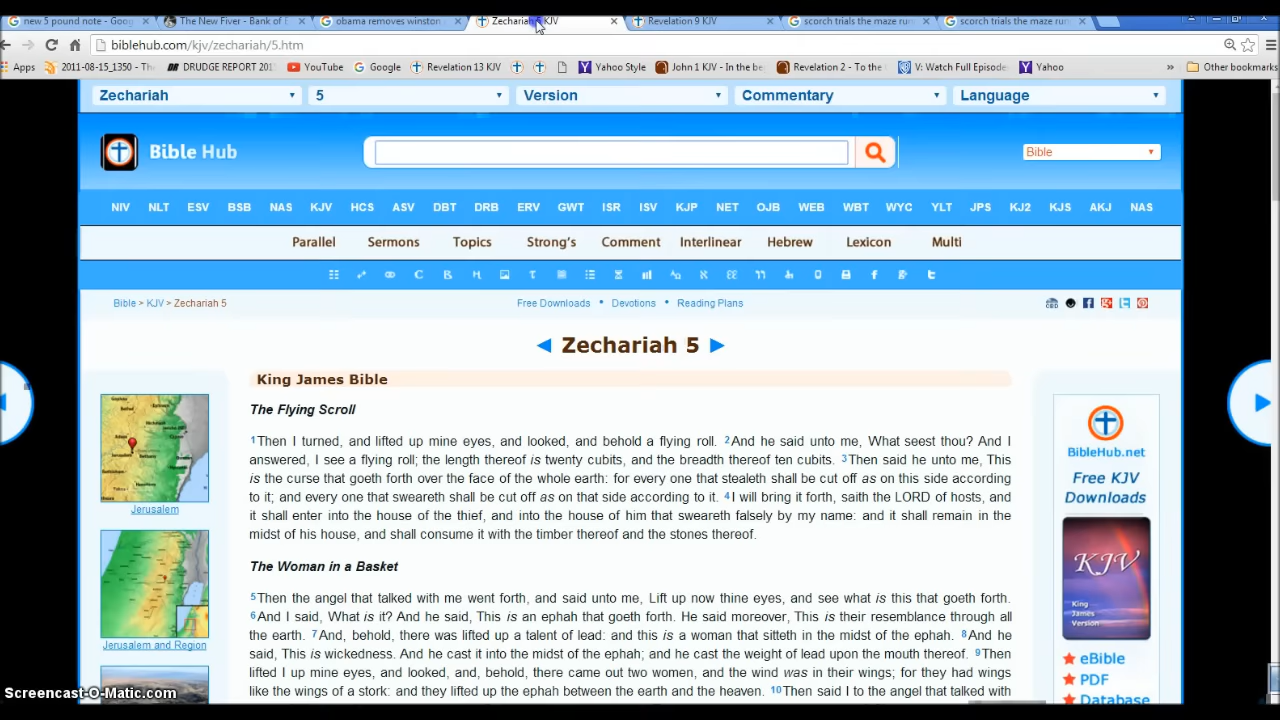 new 5 pound note - Goog
The New Fiver - Bank of E
obama removes winston
Zechariah 5 KJV
Revelation 9 KJV
scorch trials the maze run
scorch trials the maze run
biblehub.com/kjv/zechariah/5.htm
Apps 2011-08-15_1350 - Th DRUDGE REPORT 201 YouTube Google Revelation 13 KJV Yahoo Style John 1 KJV - In the be Revelation 2 - To the V: Watch Full Episode Yahoo » Other bookmarks
Zechariah 5 Version Commentary Language
Bible Hub
Bible
NIV NLT ESV BSB NAS KJV HCS ASV DBT DRB ERV GWT ISR ISV KJP NET OJB WEB WBT WYC YLT JPS KJ2 KJS AKJ NAS
Parallel Sermons Topics Strong's Comment Interlinear Hebrew Lexicon Multi
Bible > KJV > Zechariah 5
Free Downloads • Devotions • Reading Plans
Zechariah 5
King James Bible
The Flying Scroll
1Then I turned, and lifted up mine eyes, and looked, and behold a flying roll. 2And he said unto me, What seest thou? And I
answered, I see a flying roll; the length thereof is twenty cubits, and the breadth thereof ten cubits. 3Then said he unto me, This
is the curse that goeth forth over the face of the whole earth: for every one that stealeth shall be cut off as on this side according
to it; and every one that sweareth shall be cut off as on that side according to it. 4I will bring it forth, saith the LORD of hosts, and
it shall enter into the house of the thief, and into the house of him that sweareth falsely by my name: and it shall remain in the
midst of his house, and shall consume it with the timber thereof and the stones thereof.
The Woman in a Basket
5Then the angel that talked with me went forth, and said unto me, Lift up now thine eyes, and see what is this that goeth forth.
6And I said, What is it? And he said, This is an ephah that goeth forth. He said moreover, This is their resemblance through all
the earth. 7And, behold, there was lifted up a talent of lead: and this is a woman that sitteth in the midst of the ephah. 8And he
said, This is wickedness. And he cast it into the midst of the ephah; and he cast the weight of lead upon the mouth thereof. 9Then
lifted I up mine eyes, and looked, and, behold, there came out two women, and the wind was in their wings; for they had wings
like the wings of a stork: and they lifted up the ephah between the earth and the heaven. 10Then said I to the angel that talked with
Jerusalem
Jerusalem and Region
BibleHub.net
Free KJV
Downloads
KJV
King
James
Version
eBible
PDF
Database
Screencast-O-Matic.com